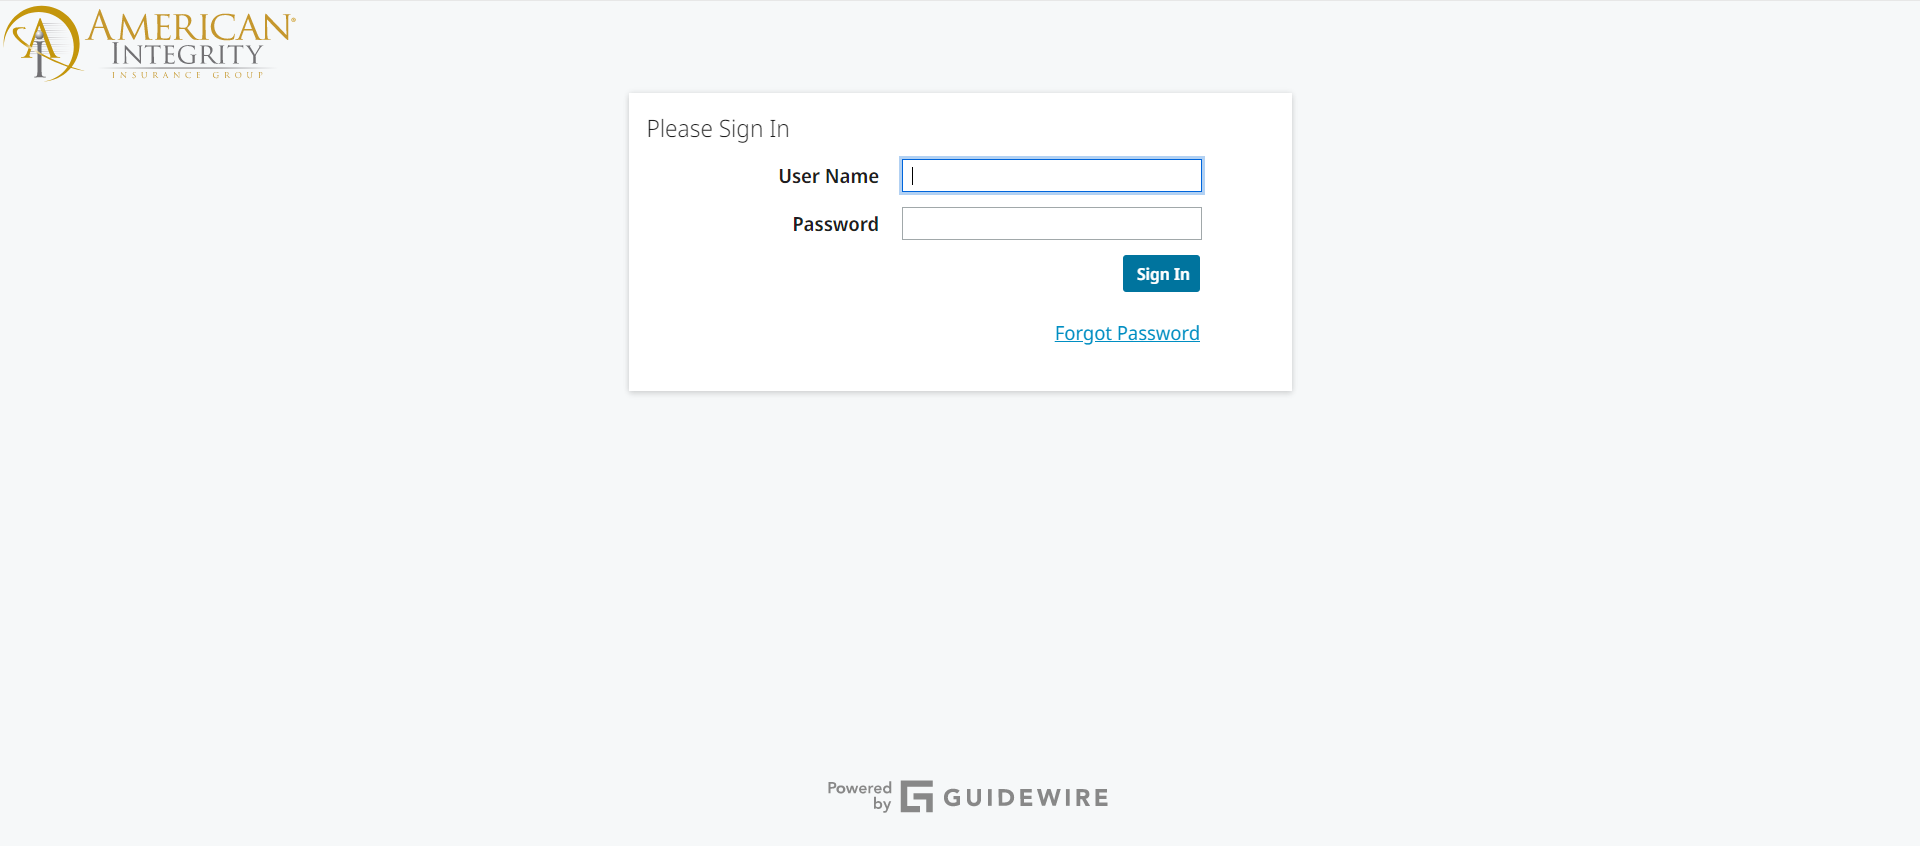 AMERICAN®
INTEGRITY
INSURANCE GROUP
Please Sign In
User Name
Password
Sign In
Forgot Password
Powered by GUIDEWIRE